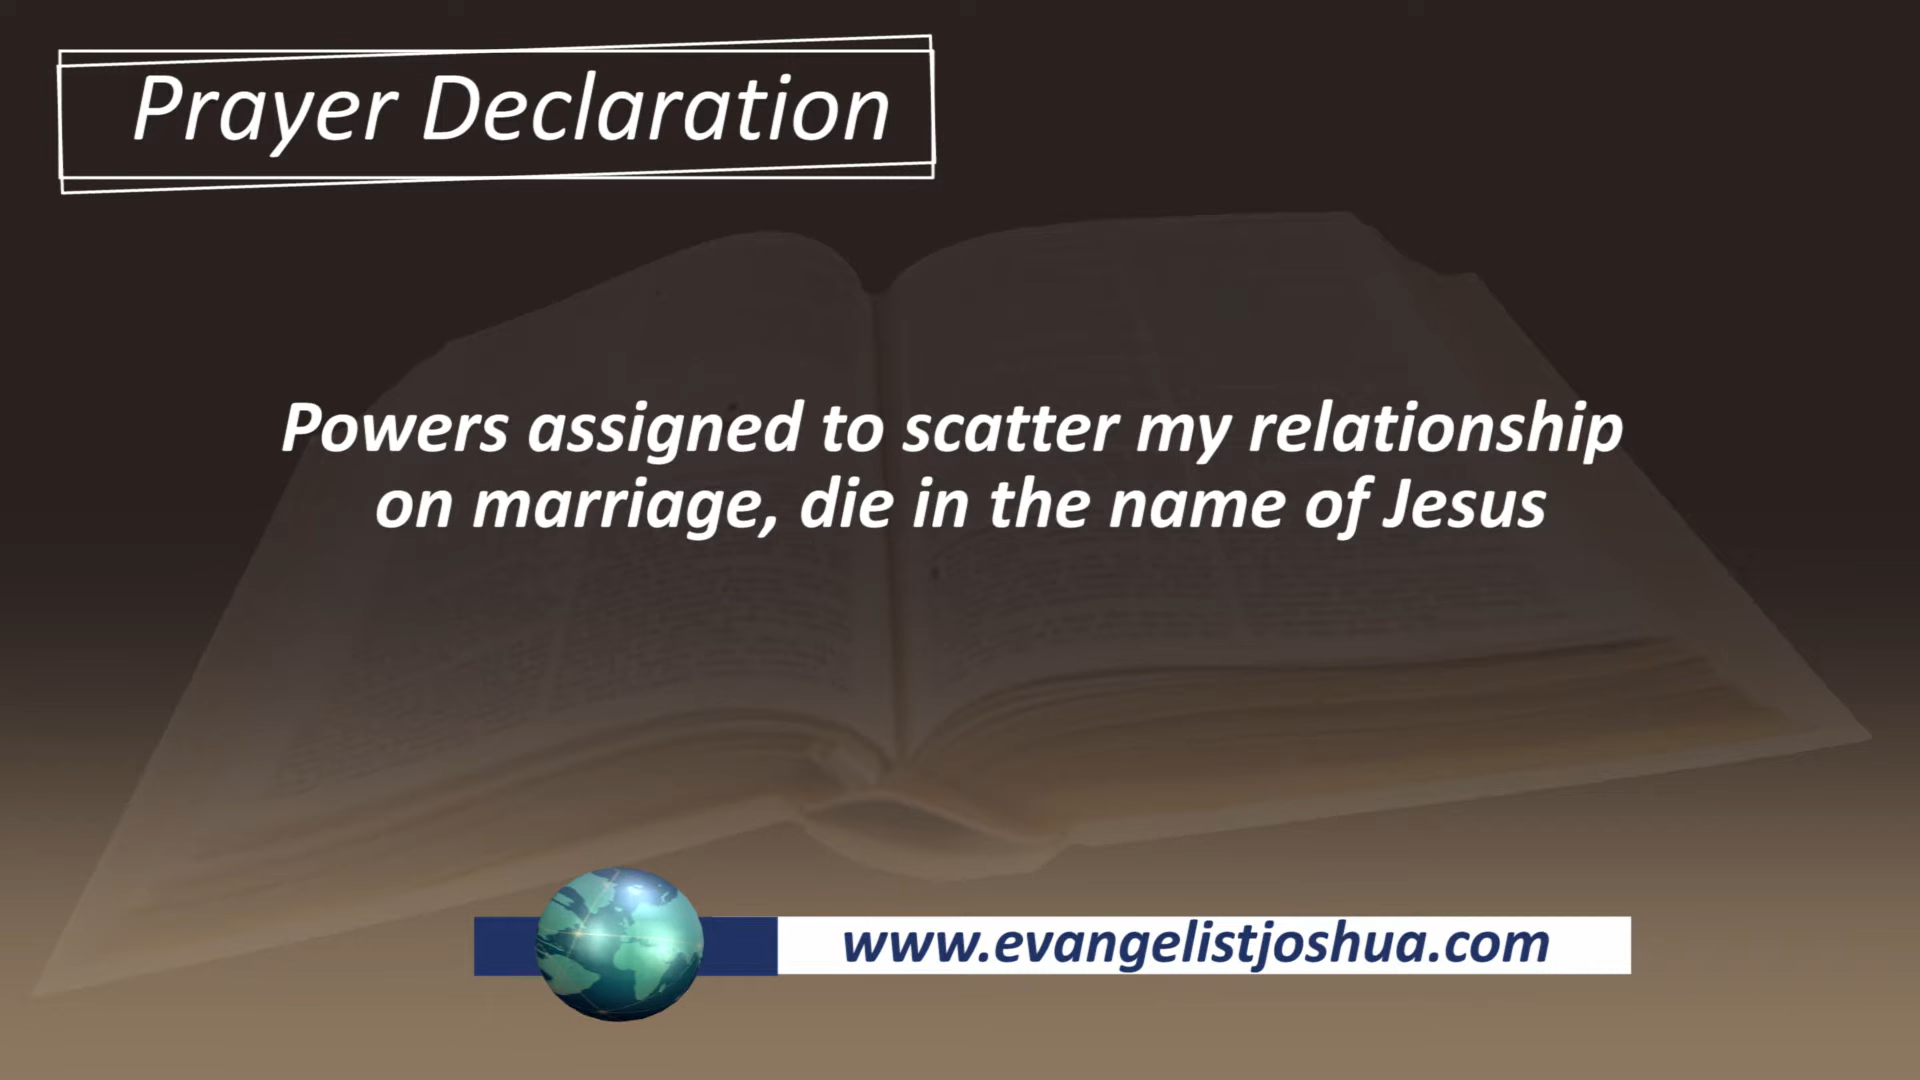 Prayer Declaration
Powers assigned to scatter my relationship
on marriage, die in the name of Jesus
www.evangelistjoshua.com